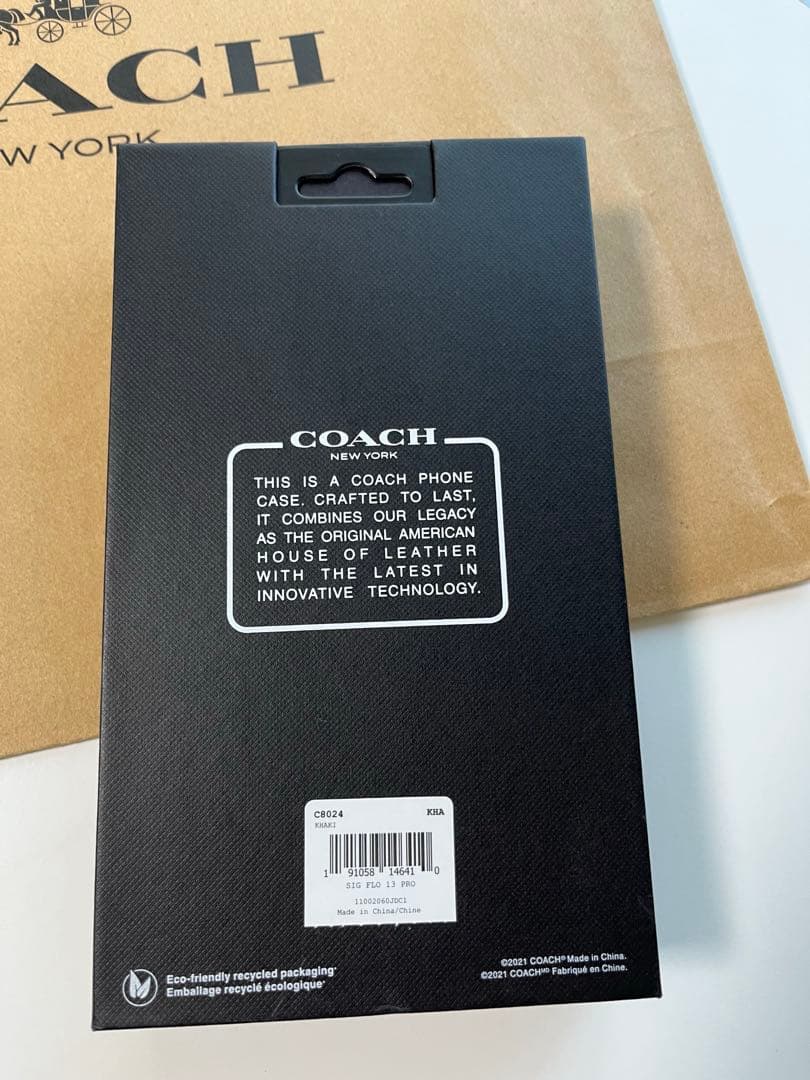 ACH
W YORK
COACH
NEW YORK
THIS IS A COACH PHONE
CASE. CRAFTED TO LAST,
IT COMBINES OUR LEGACY
AS THE ORIGINAL AMERICAN
HOUSE OF LEATHER
WITH THE LATEST IN
INNOVATIVE TECHNOLOGY.
C8024 KHA
KHAKI
1 91058 14641 0
SIG FLO 13 PRO
11002060JDC1
Made in China/Chine
Eco-friendly recycled packaging*
Emballage recyclé écologique*
©2021 COACH® Made in China.
©2021 COACHᴹᴰ Fabriqué en Chine.